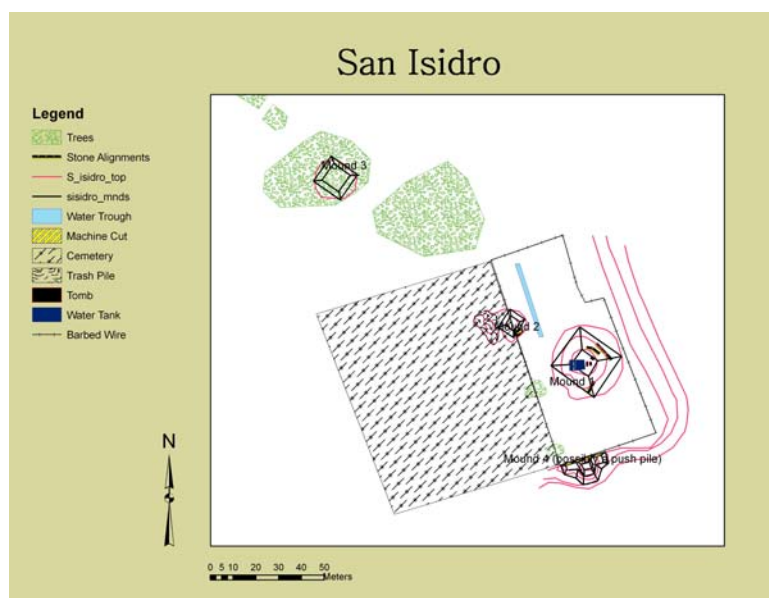 San Isidro
Legend
Trees
Stone Alignments
S_isidro_top
sisidro_mnds
Water Trough
Machine Cut
Cemetery
Trash Pile
Tomb
Water Tank
Barbed Wire
Mound 3
Mound 2
Mound 1
Mound 4 (possibly a push pile)
N
0 5 10 20 30 40 50
Meters